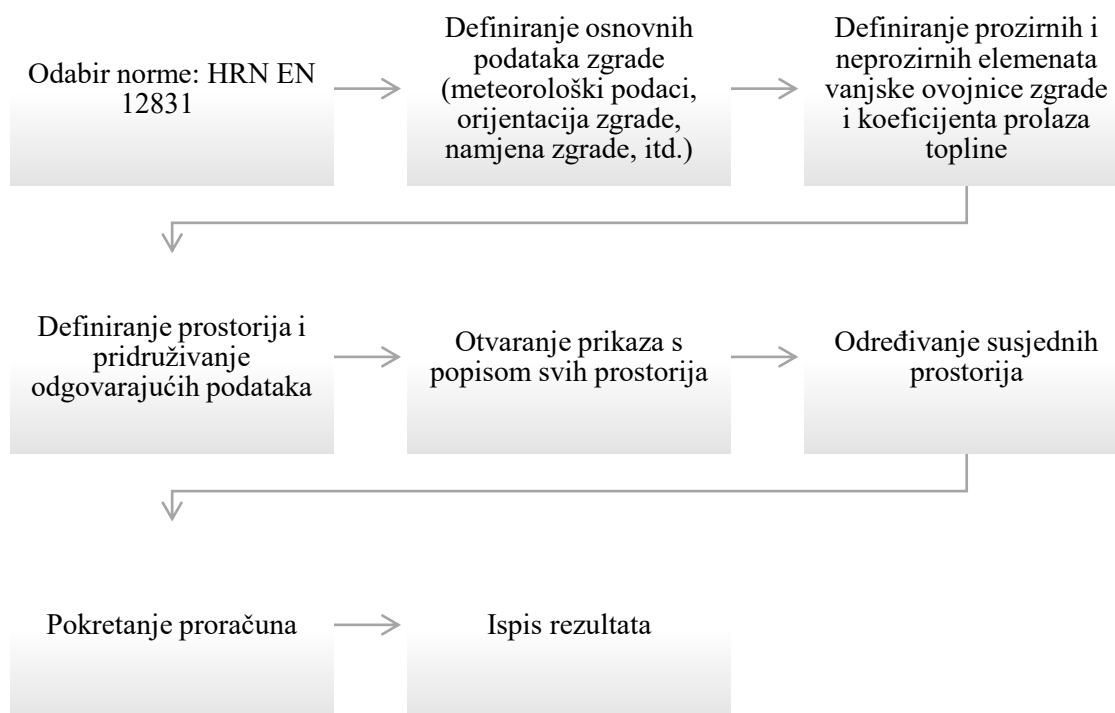 Odabir norme: HRN EN
12831
Definiranje osnovnih
podataka zgrade
(meteorološki podaci,
orijentacija zgrade,
namjena zgrade, itd.)
Definiranje prozirnih i
neprozirnih elemenata
vanjske ovojnice zgrade
i koeficijenta prolaza
topline
Definiranje prostorija i
pridruživanje
odgovarajućih podataka
Otvaranje prikaza s
popisom svih prostorija
Određivanje susjednih
prostorija
Pokretanje proračuna
Ispis rezultata